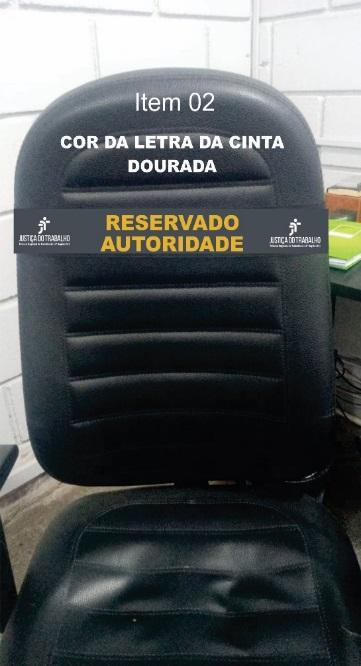 Item 02
COR DA LETRA DA CINTA
DOURADA
RESERVADO
AUTORIDADE
JUSTIÇA DO TRABALHO
JUSTIÇA DO TRABALHO